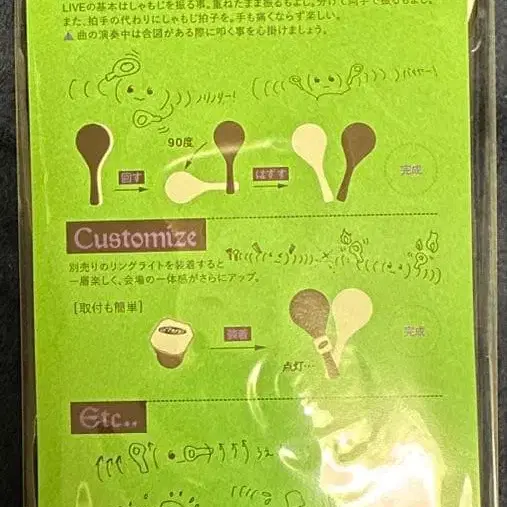 LIVEの基本はしゃもじを振る事。重ねたまま振るもよし。分けて両手で振るもよし。
また、拍手の代わりにしゃもじ拍子を。手も痛くならず楽しい。
▲曲の演奏中は合図がある際に叩く事を心掛けましょう。
ノリノリー!
バイヤー!
90度
回す
はずす
完成
Customize
別売りのリングライトを装着すると
一層楽しく、会場の一体感がさらにアップ。
[取付も簡単]
装着
完成
点灯…
Etc..